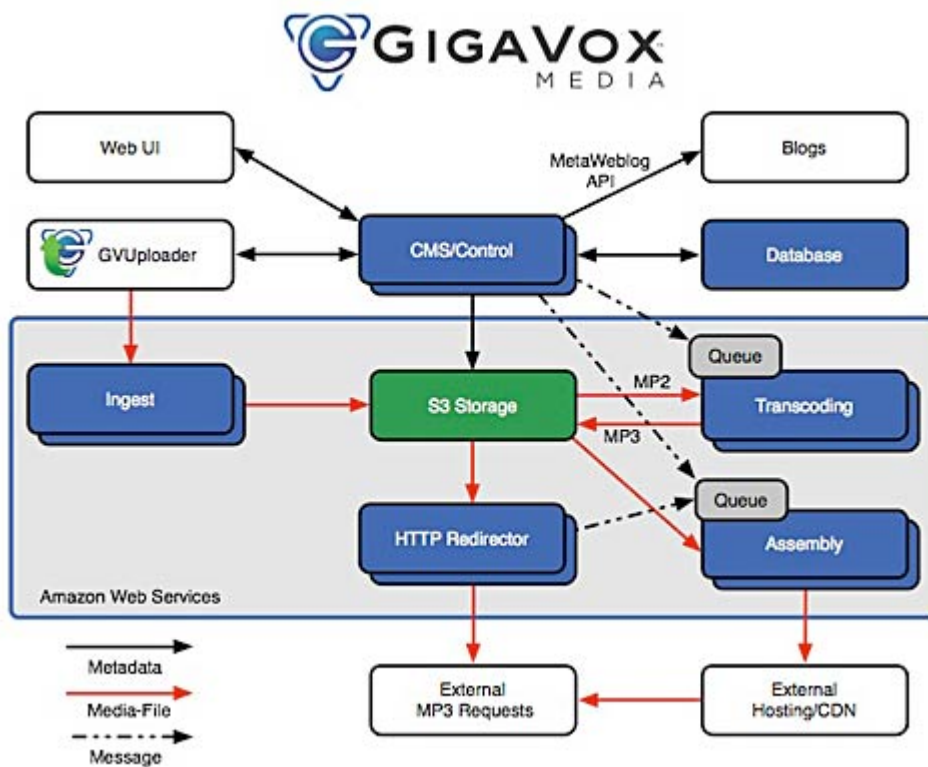 GIGAVOX
MEDIA
Web UI
MetaWeblog
API
Blogs
GVUploader
CMS/Control
Database
Queue
Ingest
S3 Storage
MP2
Transcoding
MP3
Queue
HTTP Redirector
Assembly
Amazon Web Services
Metadata
External
MP3 Requests
External
Hosting/CDN
Media-File
Message